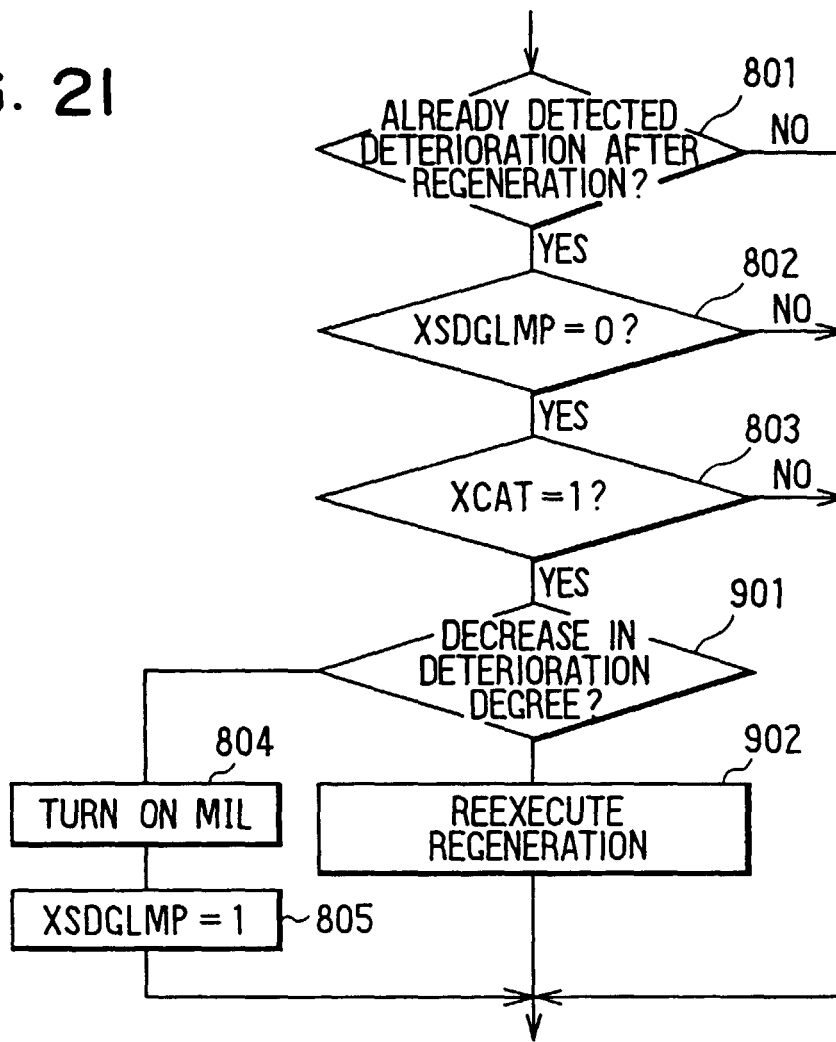 G. 21
801
ALREADY DETECTED
DETERIORATION AFTER
REGENERATION?
NO
YES
802
XSDGLMP = 0?
NO
YES
803
XCAT = 1?
NO
YES
901
DECREASE IN
DETERIORATION
DEGREE?
804
TURN ON MIL
902
REEXECUTE
REGENERATION
XSDGLMP = 1
805